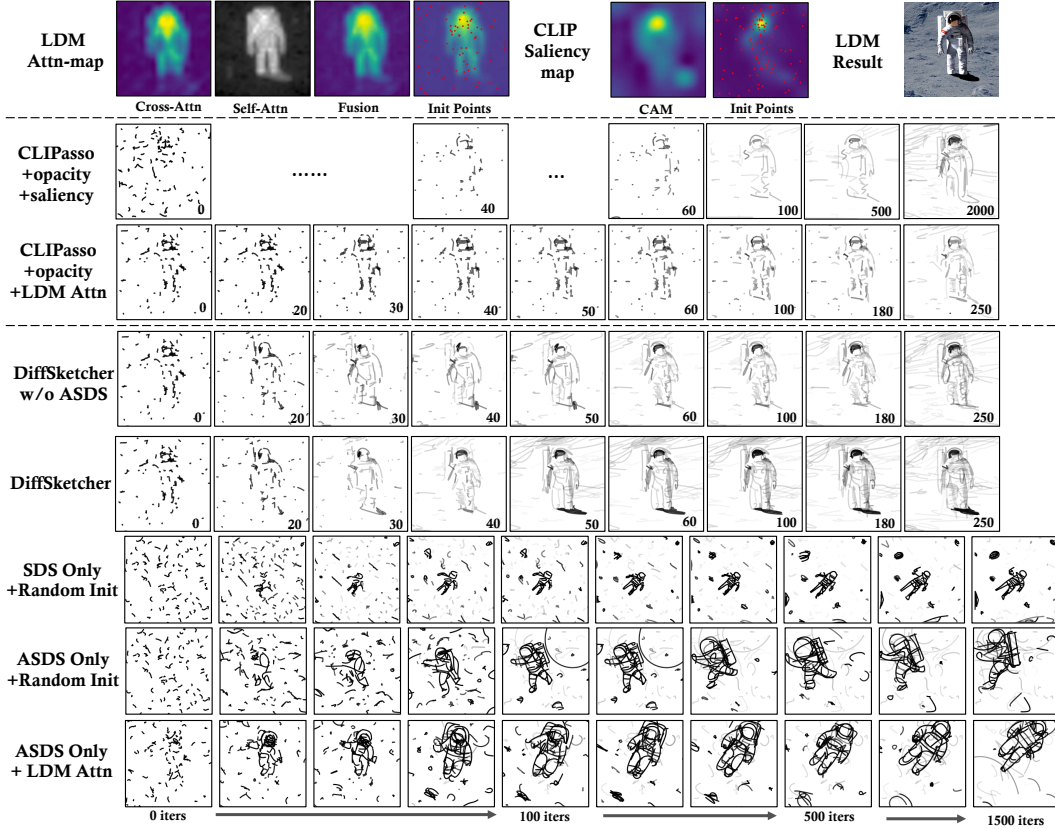 LDM
Attn-map
CLIP
Saliency
map
LDM
Result
Cross-Attn
Self-Attn
Fusion
Init Points
CAM
Init Points
CLIPasso
+opacity
+saliency
0
......
40
...
60
100
500
2000
CLIPasso
+opacity
+LDM Attn
0
20
30
40
50
60
100
180
250
DiffSketcher
w/o ASDS
0
20
30
40
50
60
100
180
250
DiffSketcher
0
20
30
40
50
60
100
180
250
SDS Only
+Random Init
ASDS Only
+Random Init
ASDS Only
+ LDM Attn
0 iters
100 iters
500 iters
1500 iters